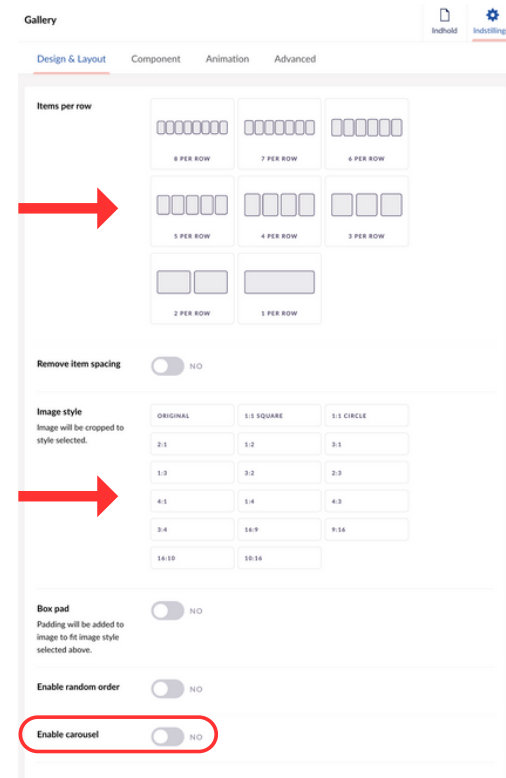 Gallery
Indhold
Indstilling
Design & Layout Component Animation Advanced
Items per row
8 PER ROW 7 PER ROW 6 PER ROW
5 PER ROW 4 PER ROW 3 PER ROW
2 PER ROW 1 PER ROW
Remove item spacing NO
Image style
Image will be cropped to
style selected.
ORIGINAL 1:1 SQUARE 1:1 CIRCLE
2:1 1:2 3:1
1:3 3:2 2:3
4:1 1:4 4:3
3:4 16:9 9:16
16:10 10:16
Box pad NO
Padding will be added to
image to fit image style
selected above.
Enable random order NO
Enable carousel NO